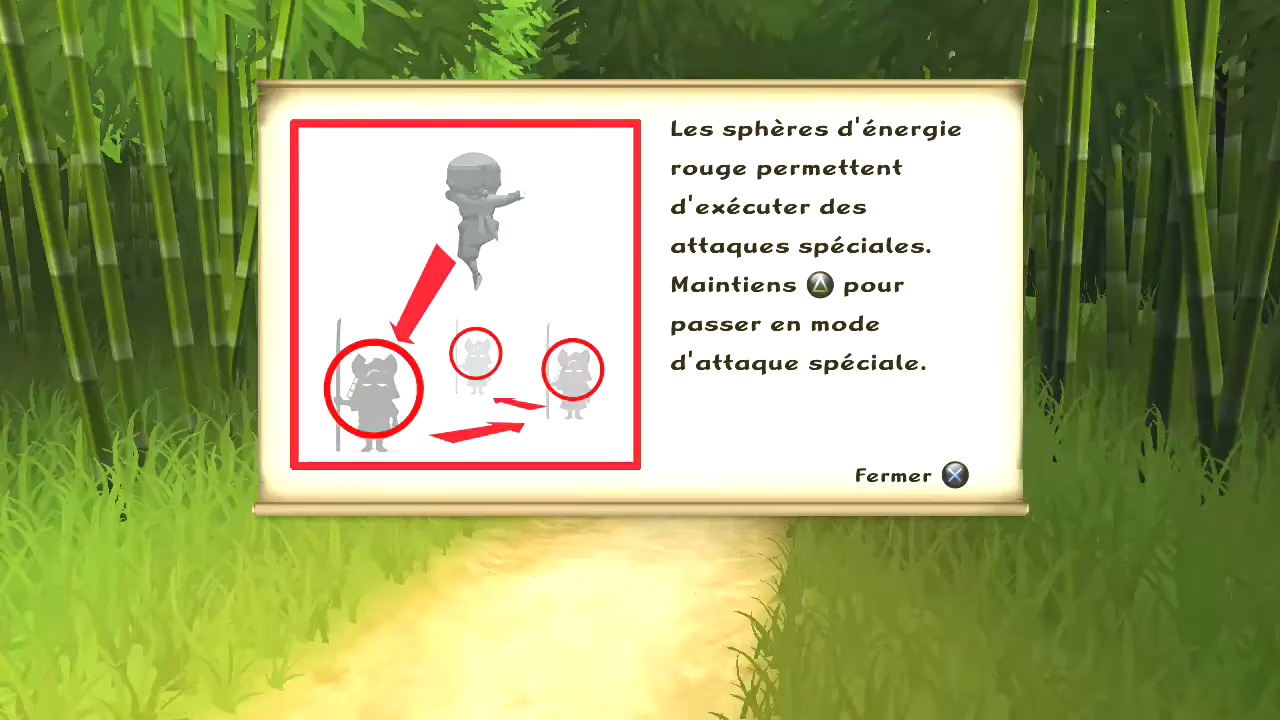 Les sphères d'énergie
rouge permettent
d'exécuter des
attaques spéciales.
Maintiens △ pour
passer en mode
d'attaque spéciale.
Fermer ✕